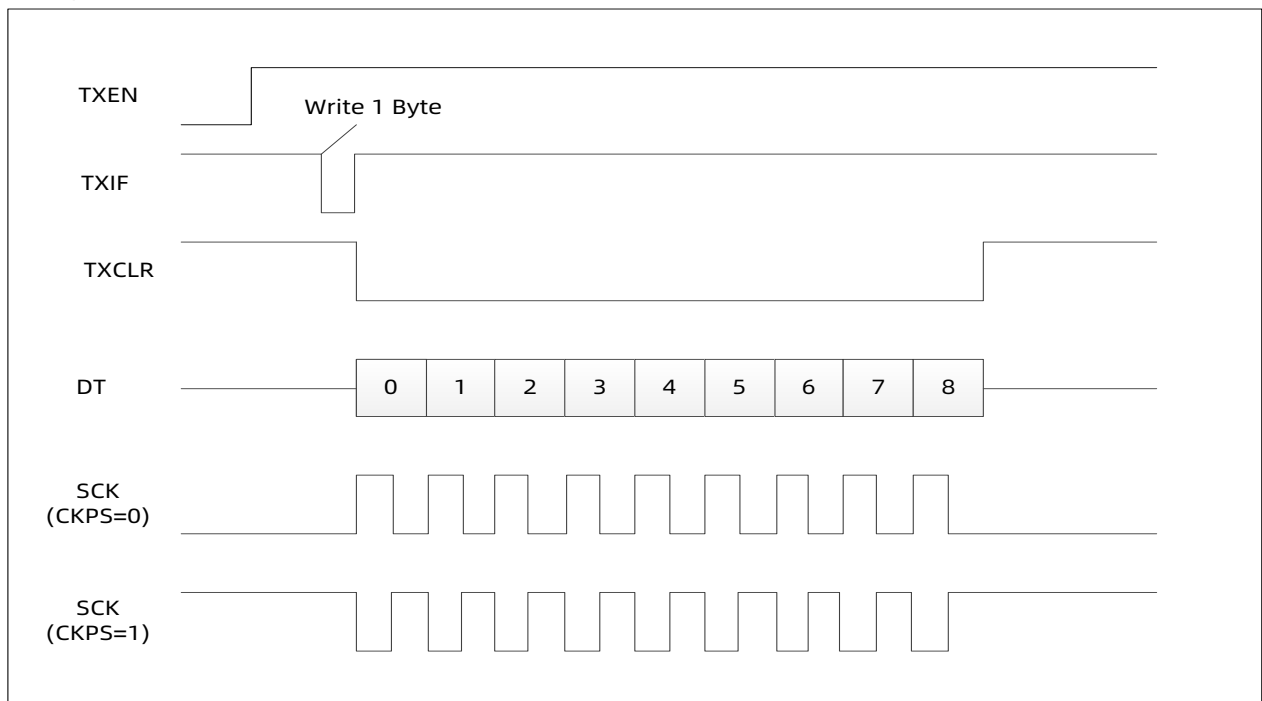 TXEN
Write 1 Byte
TXIF
TXCLR
DT
0 1 2 3 4 5 6 7 8
SCK
(CKPS=0)
SCK
(CKPS=1)